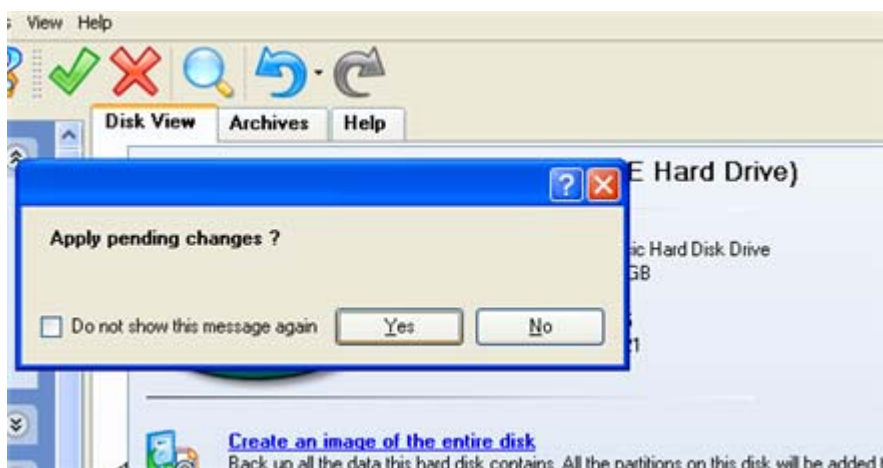 View Help
Disk View Archives Help
E Hard Drive)
?
Apply pending changes ?
ic Hard Disk Drive
GB
Do not show this message again Yes No
Create an image of the entire disk
Back up all the data this hard disk contains. All the partitions on this disk will be added